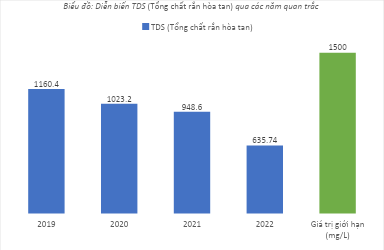 Biểu đồ: Diễn biến TDS (Tổng chất rắn hòa tan) qua các năm quan trắc
TDS (Tổng chất rắn hòa tan)
1500
1160.4
1023.2
948.6
635.74
2019
2020
2021
2022
Giá trị giới hạn
(mg/L)